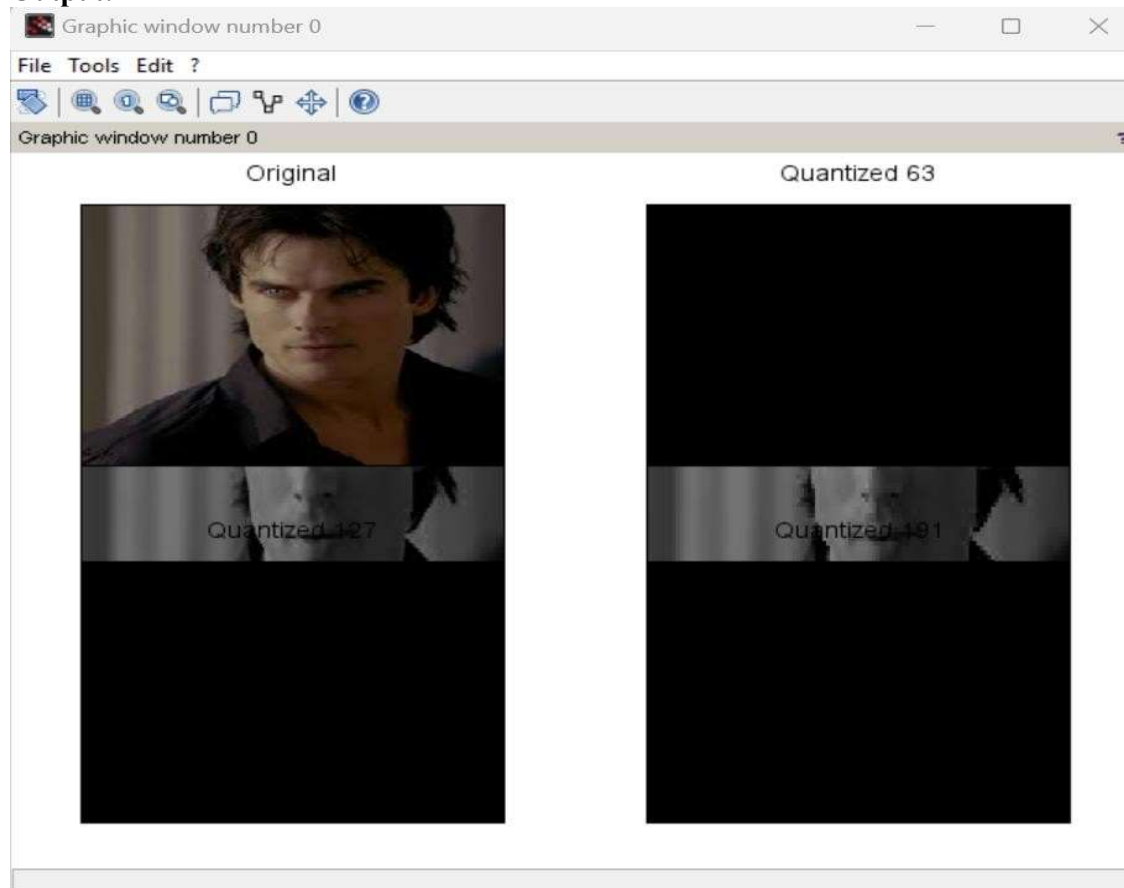 Graphic window number 0
File Tools Edit ?
Graphic window number 0
?
Original
Quantized 63
Quantized 127
Quantized 191